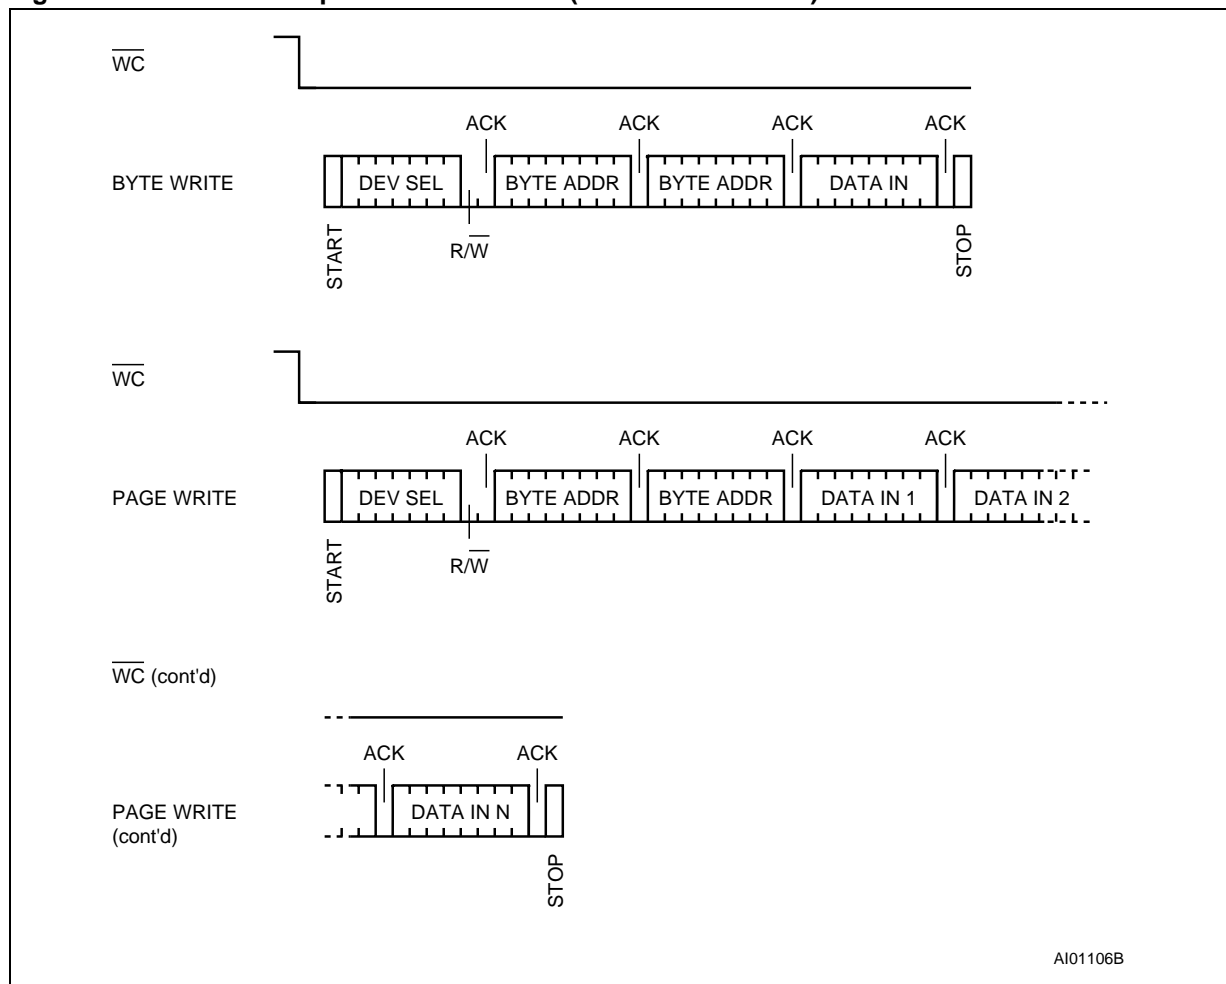 WC
ACK ACK ACK ACK
BYTE WRITE
DEV SEL BYTE ADDR BYTE ADDR DATA IN
R/W
START
STOP
WC
ACK ACK ACK ACK
PAGE WRITE
DEV SEL BYTE ADDR BYTE ADDR DATA IN 1 DATA IN 2
R/W
START
WC (cont'd)
ACK ACK
PAGE WRITE
(cont'd)
DATA IN N
STOP
AI01106B